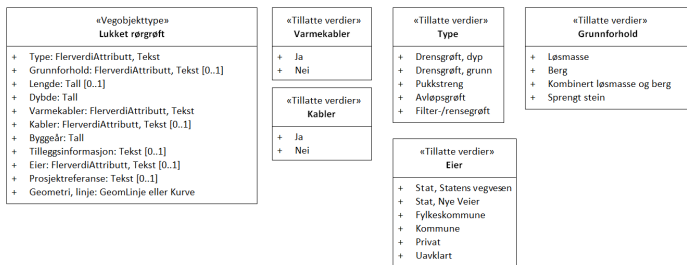 «Vegobjekttype»
Lukket rørgrøft
+ Type: FlerverdiAttributt, Tekst
+ Grunnforhold: FlerverdiAttributt, Tekst [0..1]
+ Lengde: Tall [0..1]
+ Dybde: Tall
+ Varmekabler: FlerverdiAttributt, Tekst
+ Kabler: FlerverdiAttributt, Tekst [0..1]
+ Byggeår: Tall
+ Tilleggsinformasjon: Tekst [0..1]
+ Eier: FlerverdiAttributt, Tekst [0..1]
+ Prosjektreferanse: Tekst [0..1]
+ Geometri, linje: GeomLinje eller Kurve
«Tillatte verdier»
Varmekabler
+ Ja
+ Nei
«Tillatte verdier»
Kabler
+ Ja
+ Nei
«Tillatte verdier»
Type
+ Drensgrøft, dyp
+ Drensgrøft, grunn
+ Pukkstreng
+ Avløpsgrøft
+ Filter-/rensegrøft
«Tillatte verdier»
Eier
+ Stat, Statens vegvesen
+ Stat, Nye Veier
+ Fylkeskommune
+ Kommune
+ Privat
+ Uavklart
«Tillatte verdier»
Grunnforhold
+ Løsmasse
+ Berg
+ Kombinert løsmasse og berg
+ Sprengt stein